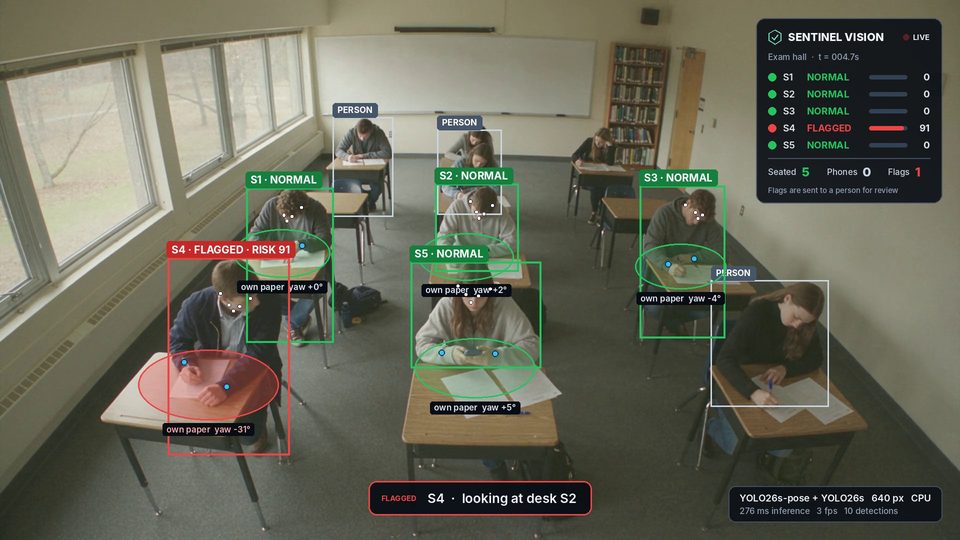 SENTINEL VISION
LIVE
Exam hall · t = 004.7s
S1 NORMAL 0
S2 NORMAL 0
S3 NORMAL 0
S4 FLAGGED 91
S5 NORMAL 0
Seated 5 Phones 0 Flags 1
Flags are sent to a person for review
PERSON
PERSON
S1 · NORMAL
S2 · NORMAL
S3 · NORMAL
S4 · FLAGGED · RISK 91
S5 · NORMAL
PERSON
own paper yaw +0°
own paper yaw +2°
own paper yaw -4°
own paper yaw +5°
own paper yaw -31°
FLAGGED S4 · looking at desk S2
YOLO26s-pose + YOLO26s 640 px CPU
276 ms inference 3 fps 10 detections